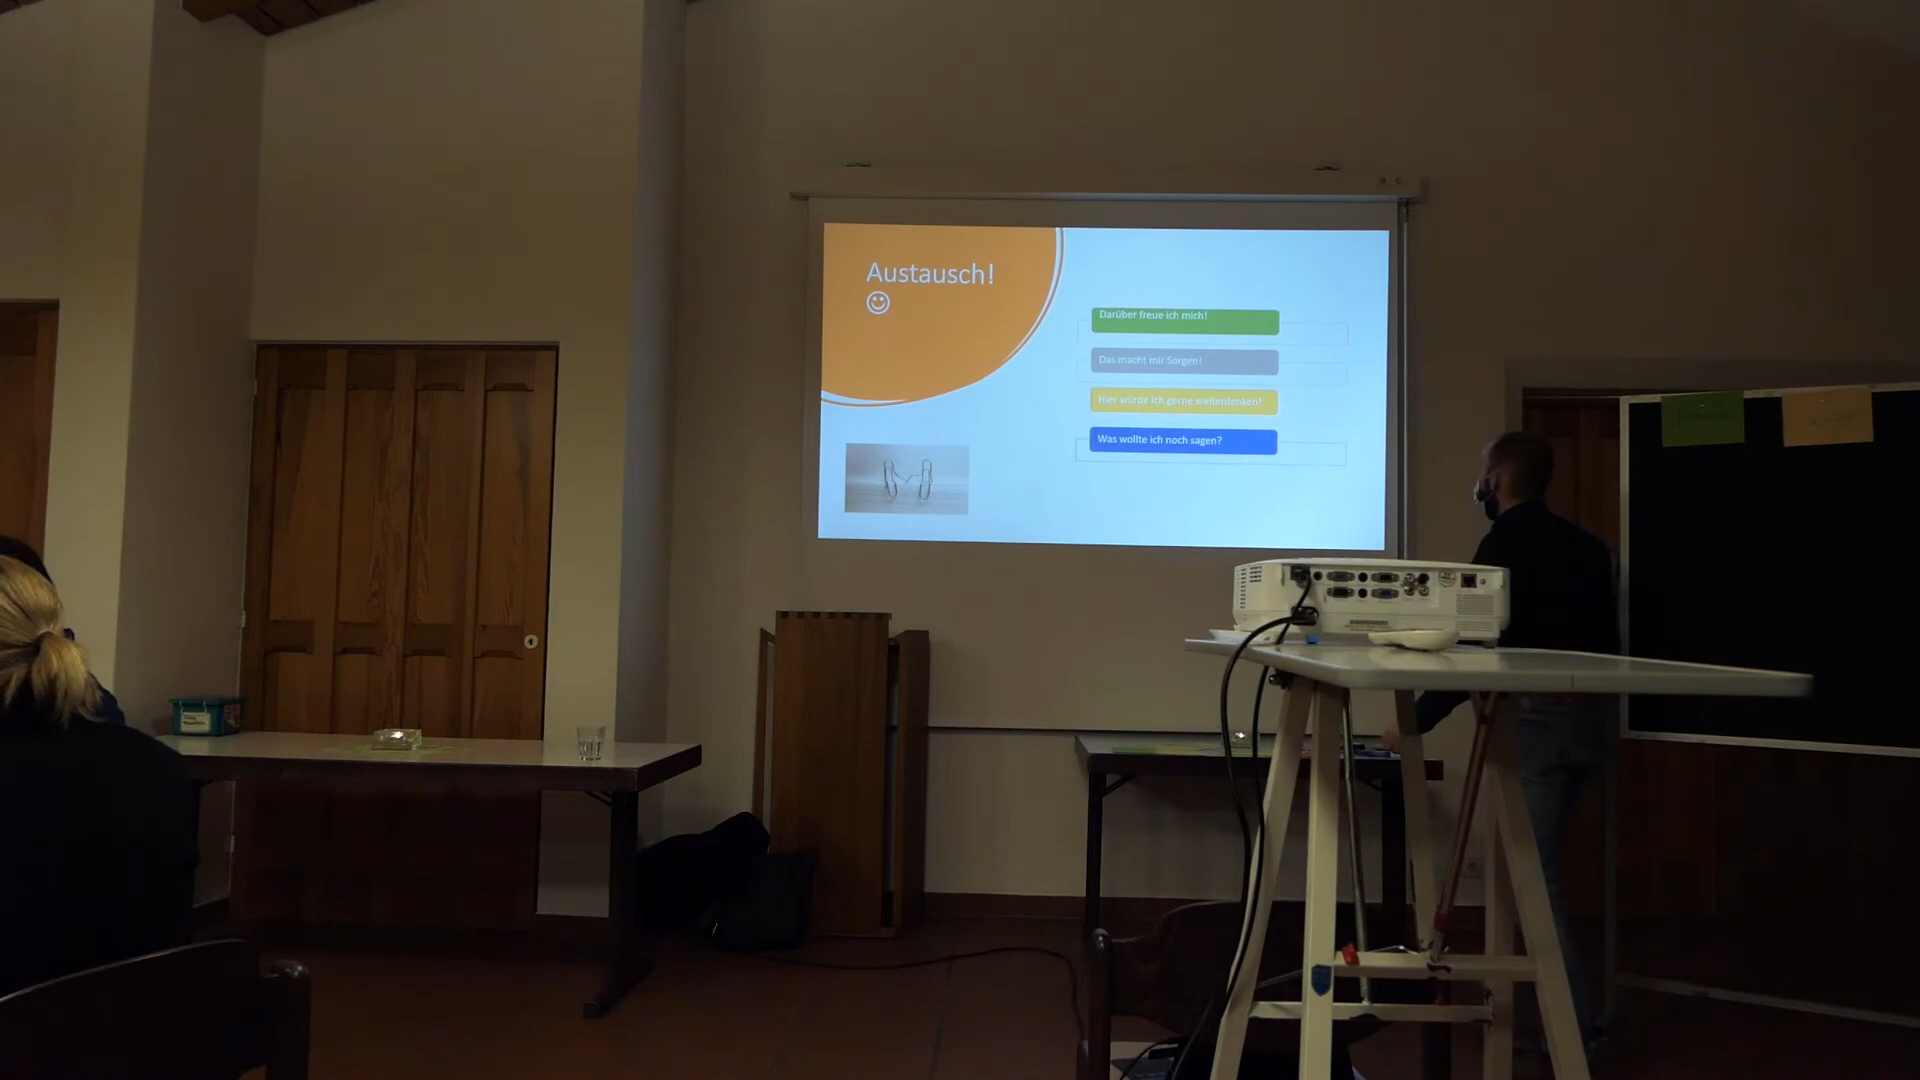 Austausch!
☺
Darüber freue ich mich!
Das macht mir Sorgen!
Hier würde ich gerne weiterdenken!
Was wollte ich noch sagen?